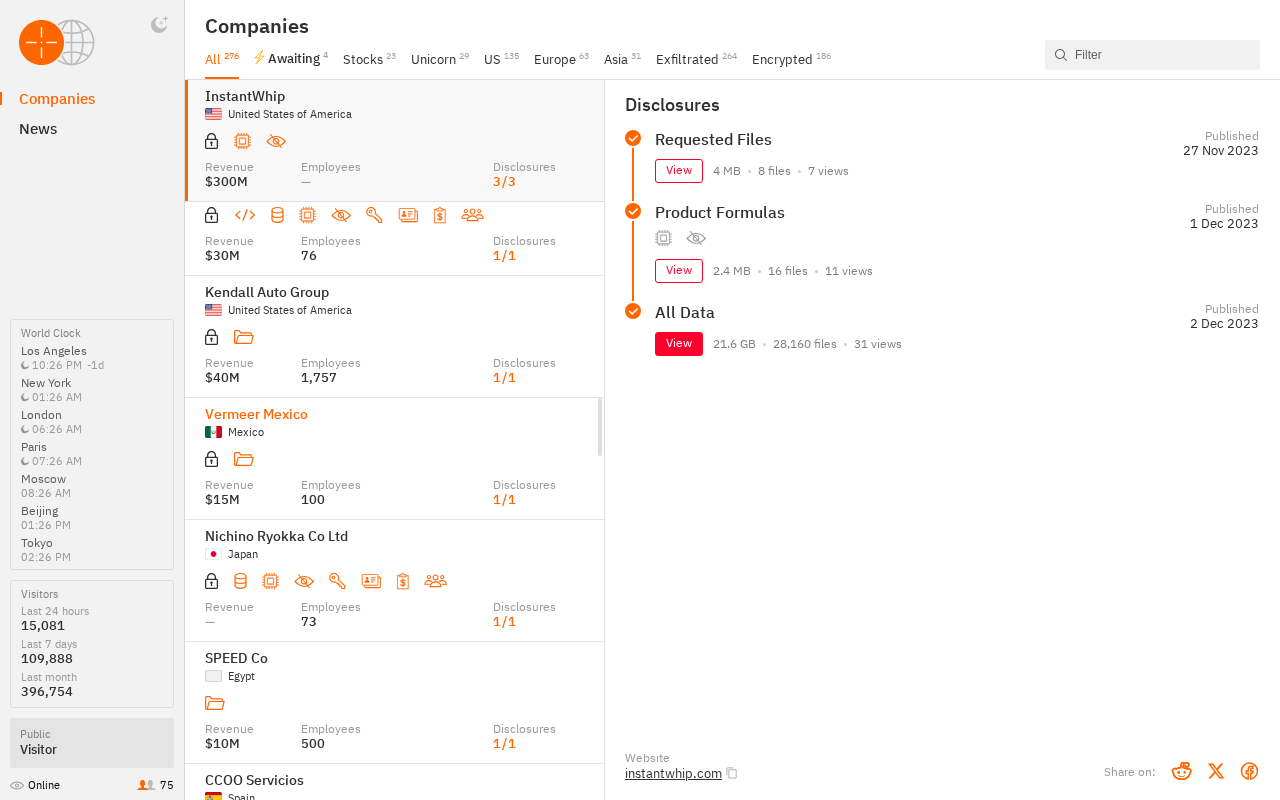 Companies
All 276
Awaiting 4
Stocks 23
Unicorn 29
US 135
Europe 63
Asia 31
Exfiltrated 264
Encrypted 186
Filter
Companies
News
World Clock
Los Angeles
10:26 PM -1d
New York
01:26 AM
London
06:26 AM
Paris
07:26 AM
Moscow
08:26 AM
Beijing
01:26 PM
Tokyo
02:26 PM
Visitors
Last 24 hours
15,081
Last 7 days
109,888
Last month
396,754
Public
Visitor
Online 75
InstantWhip
United States of America
Revenue Employees Disclosures
$300M — 3/3
Revenue Employees Disclosures
$30M 76 1/1
Kendall Auto Group
United States of America
Revenue Employees Disclosures
$40M 1,757 1/1
Vermeer Mexico
Mexico
Revenue Employees Disclosures
$15M 100 1/1
Nichino Ryokka Co Ltd
Japan
Revenue Employees Disclosures
— 73 1/1
SPEED Co
Egypt
Revenue Employees Disclosures
$10M 500 1/1
CCOO Servicios
Spain
Disclosures
Requested Files
Published
27 Nov 2023
View 4 MB • 8 files • 7 views
Product Formulas
Published
1 Dec 2023
View 2.4 MB • 16 files • 11 views
All Data
Published
2 Dec 2023
View 21.6 GB • 28,160 files • 31 views
Website
instantwhip.com
Share on: